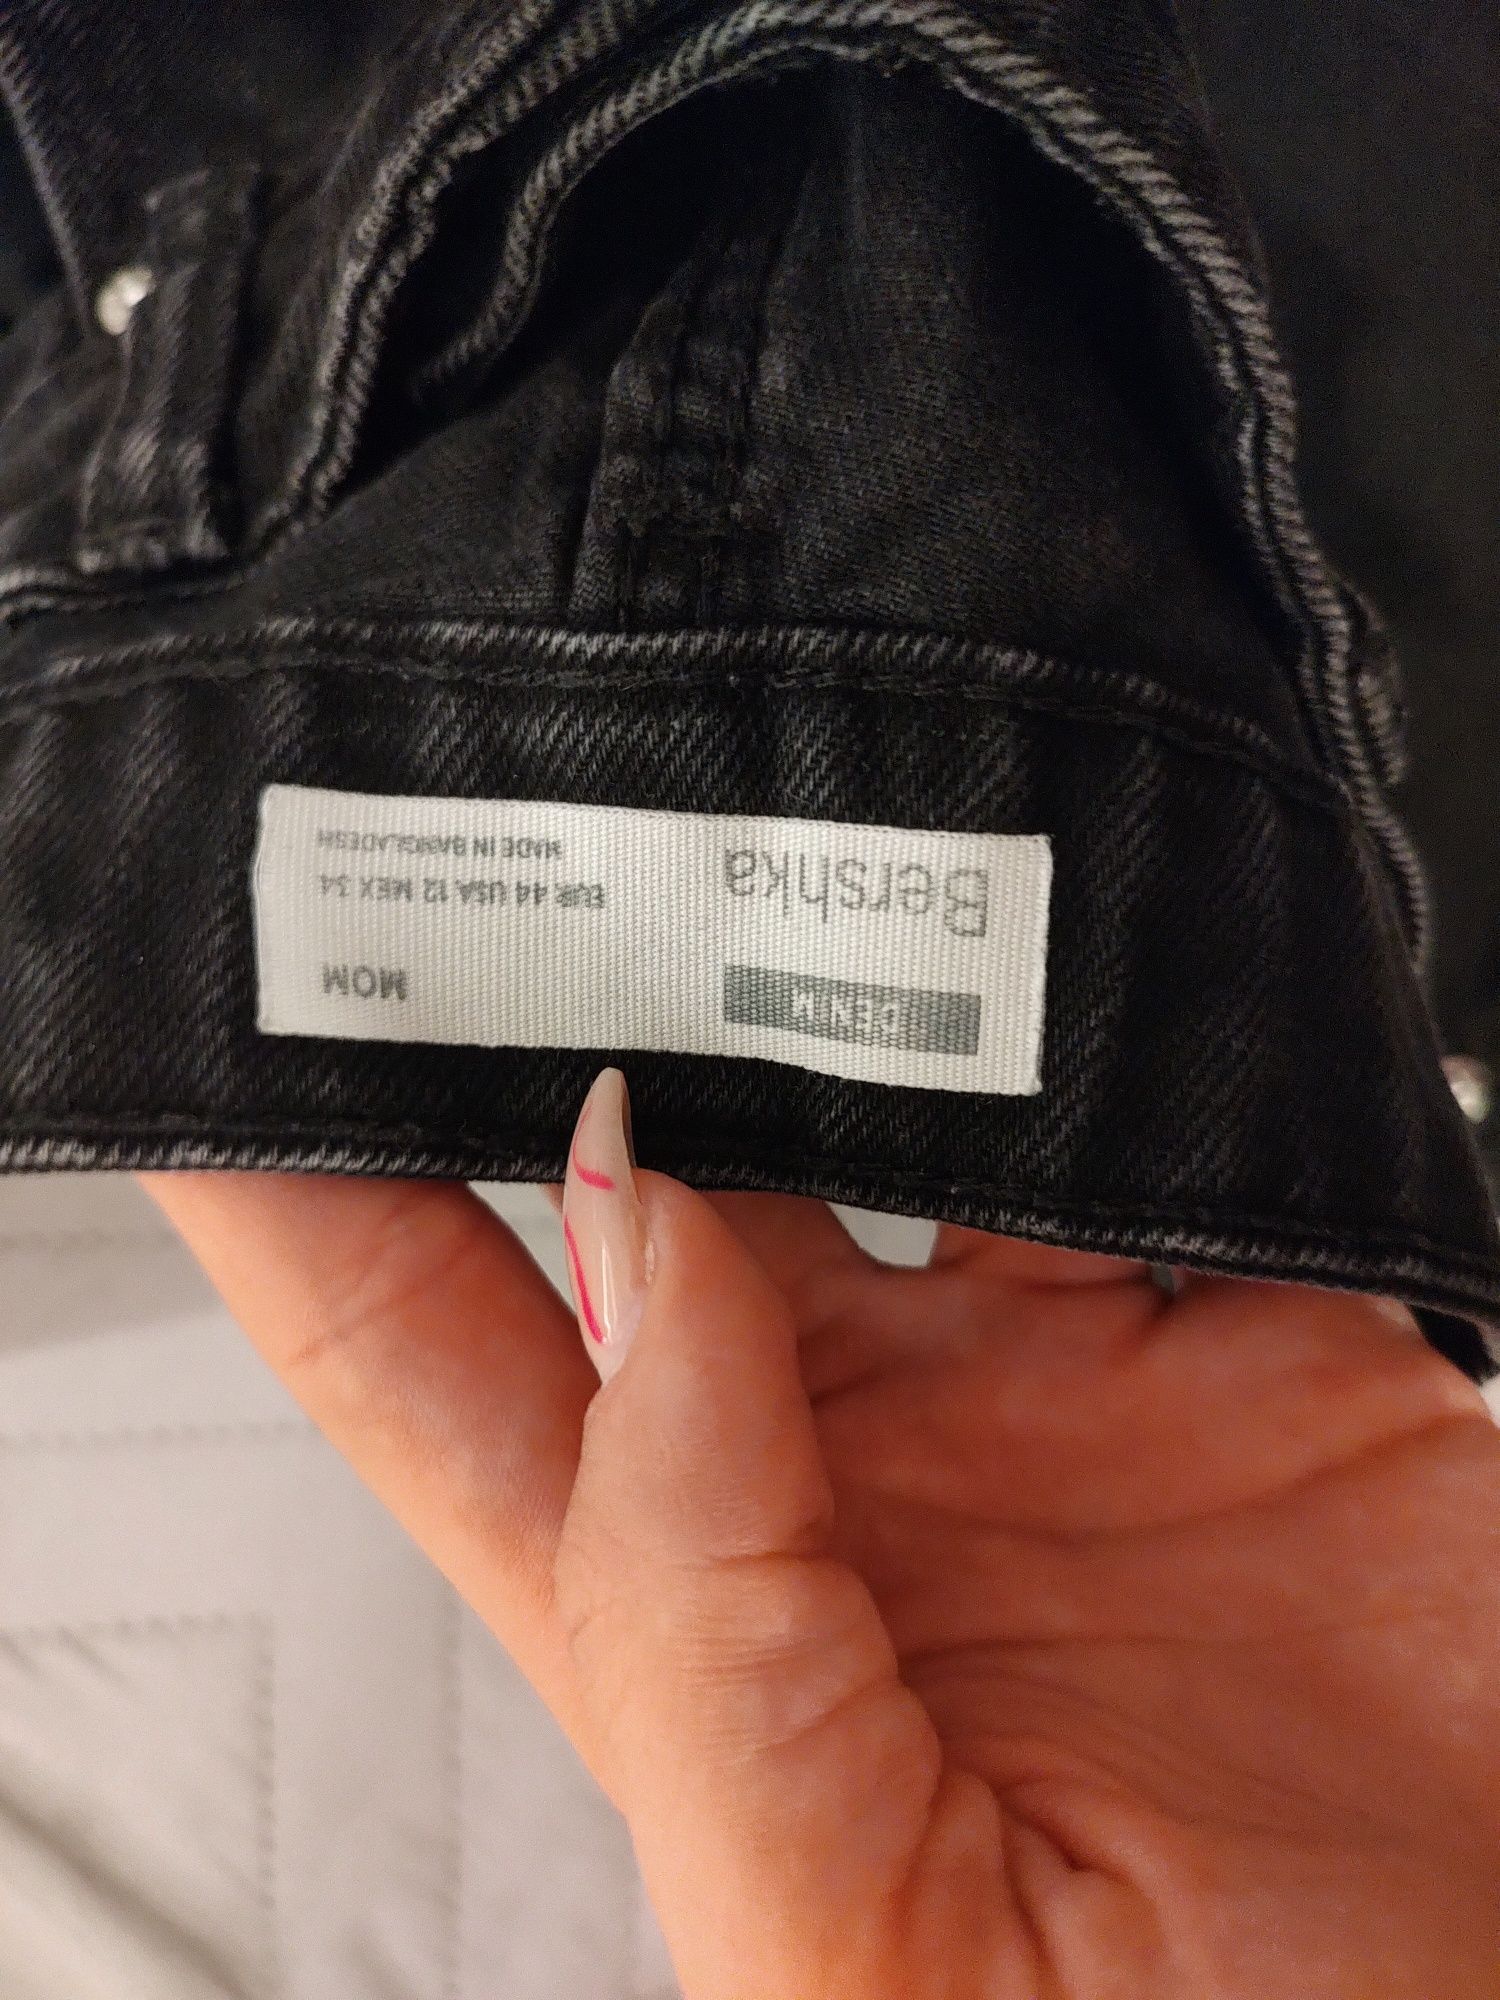 Bershka
DENIM
EUR 44 USA 12 MEX 34
MADE IN BANGLADESH
MOM